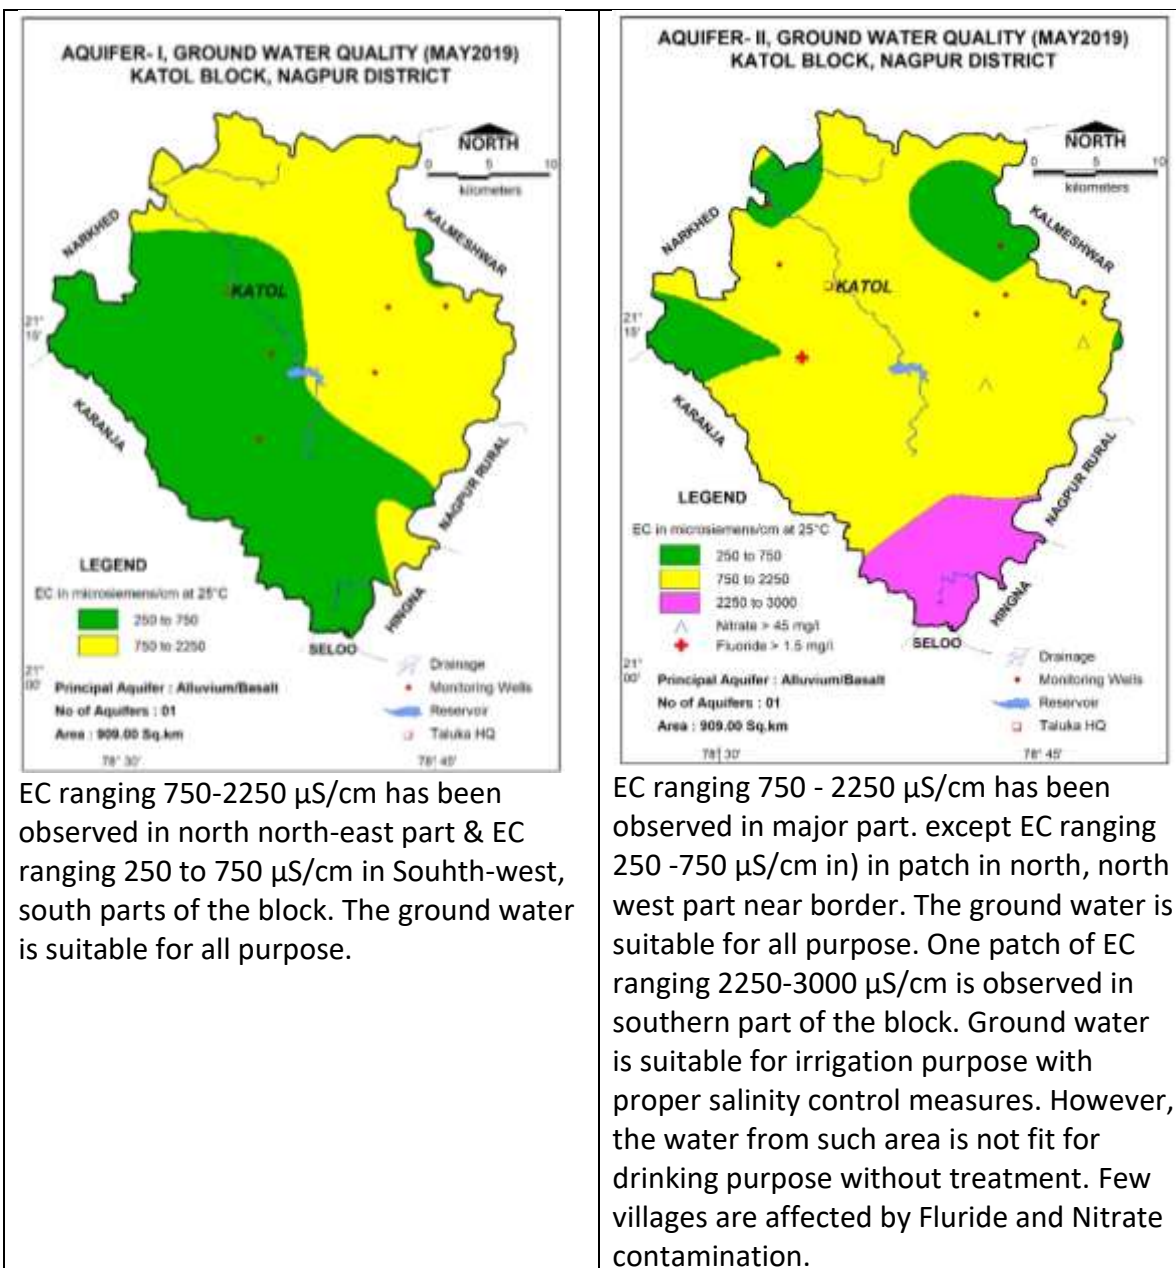 AQUIFER- I, GROUND WATER QUALITY (MAY2019)
KATOL BLOCK, NAGPUR DISTRICT
NORTH
0 5 10
kilometers
NARKHED
KALMESHWAR
KATOL
21°
15'
KARANJA
NAGPUR RURAL
LEGEND
EC in microsiemens/cm at 25°C
250 to 750
750 to 2250
HINGNA
SELOO
21°
00'
Drainage
Principal Aquifer : Alluvium/Basalt
Monitoring Wells
No of Aquifers : 01
Reservoir
Area : 909.00 Sq.km
Taluka HQ
78° 30'
78° 45'
EC ranging 750-2250 µS/cm has been
observed in north north-east part & EC
ranging 250 to 750 µS/cm in Souhth-west,
south parts of the block. The ground water
is suitable for all purpose.
AQUIFER- II, GROUND WATER QUALITY (MAY2019)
KATOL BLOCK, NAGPUR DISTRICT
NORTH
0 5 10
kilometers
NARKHED
KALMESHWAR
KATOL
21°
15'
KARANJA
NAGPUR RURAL
LEGEND
EC in microsiemens/cm at 25°C
250 to 750
750 to 2250
2250 to 3000
Nitrate > 45 mg/l
Fluoride > 1.5 mg/l
HINGNA
SELOO
21°
00'
Drainage
Principal Aquifer : Alluvium/Basalt
Monitoring Wells
No of Aquifers : 01
Reservoir
Area : 909.00 Sq.km
Taluka HQ
78° 30'
78° 45'
EC ranging 750 - 2250 µS/cm has been
observed in major part. except EC ranging
250 -750 µS/cm in) in patch in north, north
west part near border. The ground water is
suitable for all purpose. One patch of EC
ranging 2250-3000 µS/cm is observed in
southern part of the block. Ground water
is suitable for irrigation purpose with
proper salinity control measures. However,
the water from such area is not fit for
drinking purpose without treatment. Few
villages are affected by Fluride and Nitrate
contamination.